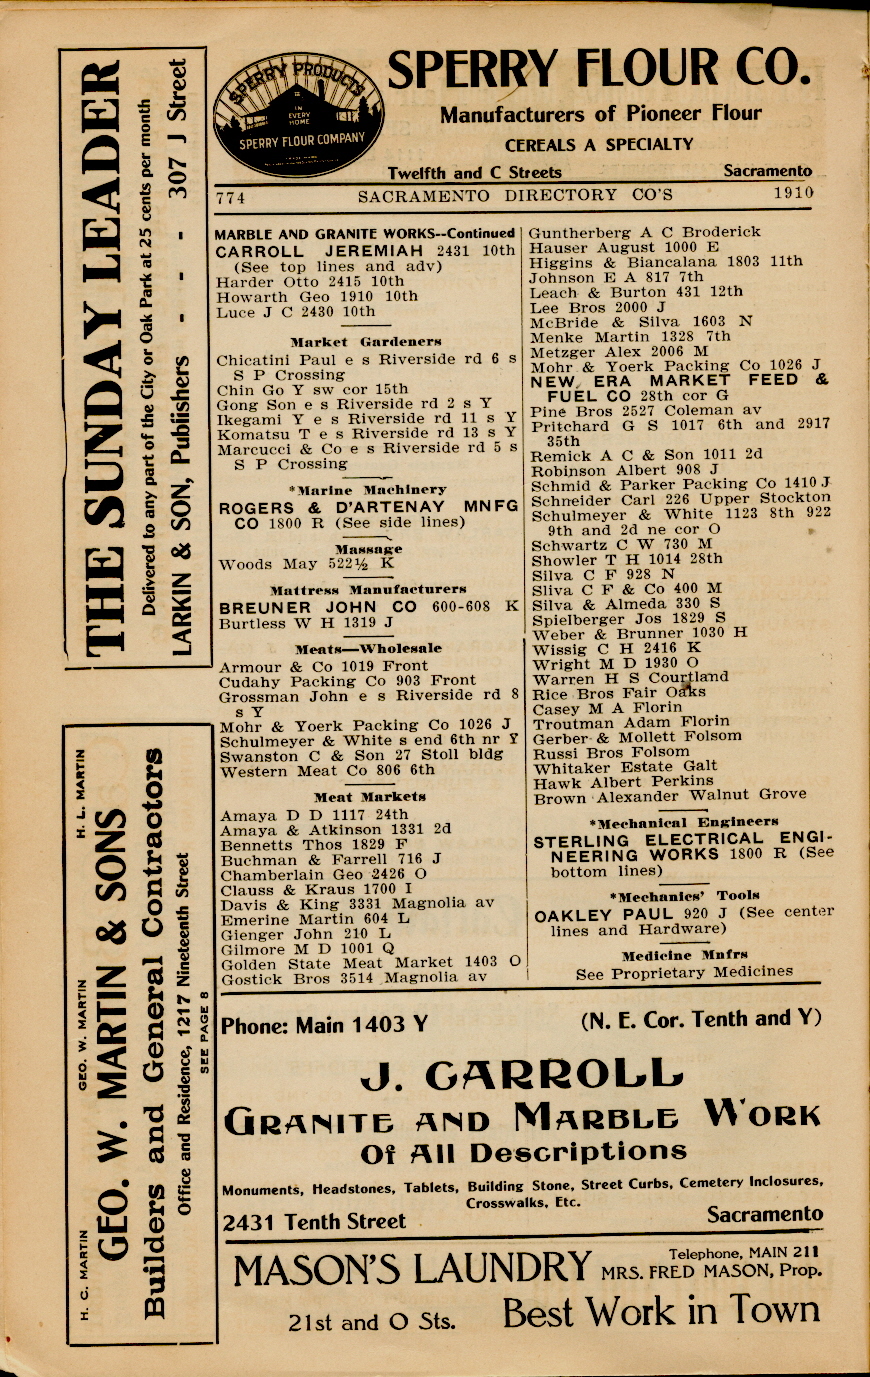 THE SUNDAY LEADER
Delivered to any part of the City or Oak Park at 25 cents per month
LARKIN & SON, Publishers - - - 307 J Street
H. C. MARTIN GEO. W. MARTIN H. L. MARTIN
GEO. W. MARTIN & SONS
Builders and General Contractors
Office and Residence, 1217 Nineteenth Street
SEE PAGE 8
SPERRY PRODUCTS
IN
EVERY
HOME
SPERRY FLOUR COMPANY
SPERRY FLOUR CO.
Manufacturers of Pioneer Flour
CEREALS A SPECIALTY
Twelfth and C Streets Sacramento
774 SACRAMENTO DIRECTORY CO'S 1910
MARBLE AND GRANITE WORKS--Continued
CARROLL JEREMIAH 2431 10th
(See top lines and adv)
Harder Otto 2415 10th
Howarth Geo 1910 10th
Luce J C 2430 10th
Market Gardeners
Chicatini Paul e s Riverside rd 6 s
S P Crossing
Chin Go Y sw cor 15th
Gong Son e s Riverside rd 2 s Y
Ikegami Y e s Riverside rd 11 s Y
Komatsu T e s Riverside rd 13 s Y
Marcucci & Co e s Riverside rd 5 s
S P Crossing
*Marine Machinery
ROGERS & D'ARTENAY MNFG
CO 1800 R (See side lines)
Massage
Woods May 522½ K
Mattress Manufacturers
BREUNER JOHN CO 600-608 K
Burtless W H 1319 J
Meats—Wholesale
Armour & Co 1019 Front
Cudahy Packing Co 903 Front
Grossman John e s Riverside rd 8
s Y
Mohr & Yoerk Packing Co 1026 J
Schulmeyer & White s end 6th nr Y
Swanston C & Son 27 Stoll bldg
Western Meat Co 806 6th
Meat Markets
Amaya D D 1117 24th
Amaya & Atkinson 1331 2d
Bennetts Thos 1829 F
Buchman & Farrell 716 J
Chamberlain Geo 2426 O
Clauss & Kraus 1700 I
Davis & King 3331 Magnolia av
Emerine Martin 604 L
Gienger John 210 L
Gilmore M D 1001 Q
Golden State Meat Market 1403 O
Gostick Bros 3514 Magnolia av
Guntherberg A C Broderick
Hauser August 1000 E
Higgins & Biancalana 1803 11th
Johnson E A 817 7th
Leach & Burton 431 12th
Lee Bros 2000 J
McBride & Silva 1603 N
Menke Martin 1328 7th
Metzger Alex 2006 M
Mohr & Yoerk Packing Co 1026 J
NEW ERA MARKET FEED &
FUEL CO 28th cor G
Pine Bros 2527 Coleman av
Pritchard G S 1017 6th and 2917
35th
Remick A C & Son 1011 2d
Robinson Albert 908 J
Schmid & Parker Packing Co 1410 J
Schneider Carl 226 Upper Stockton
Schulmeyer & White 1123 8th 922
9th and 2d ne cor O
Schwartz C W 730 M
Showler T H 1014 28th
Silva C F 928 N
Sliva C F & Co 400 M
Silva & Almeda 330 S
Spielberger Jos 1829 S
Weber & Brunner 1030 H
Wissig C H 2416 K
Wright M D 1930 O
Warren H S Courtland
Rice Bros Fair Oaks
Casey M A Florin
Troutman Adam Florin
Gerber & Mollett Folsom
Russi Bros Folsom
Whitaker Estate Galt
Hawk Albert Perkins
Brown Alexander Walnut Grove
*Mechanical Engineers
STERLING ELECTRICAL ENGI-
NEERING WORKS 1800 R (See
bottom lines)
*Mechanics' Tools
OAKLEY PAUL 920 J (See center
lines and Hardware)
Medicine Mnfrs
See Proprietary Medicines
Phone: Main 1403 Y (N. E. Cor. Tenth and Y)
J. CARROLL
GRANITE AND MARBLE WORK
Of All Descriptions
Monuments, Headstones, Tablets, Building Stone, Street Curbs, Cemetery Inclosures,
Crosswalks, Etc.
2431 Tenth Street Sacramento
MASON'S LAUNDRY Telephone, MAIN 211
MRS. FRED MASON, Prop.
21st and O Sts. Best Work in Town